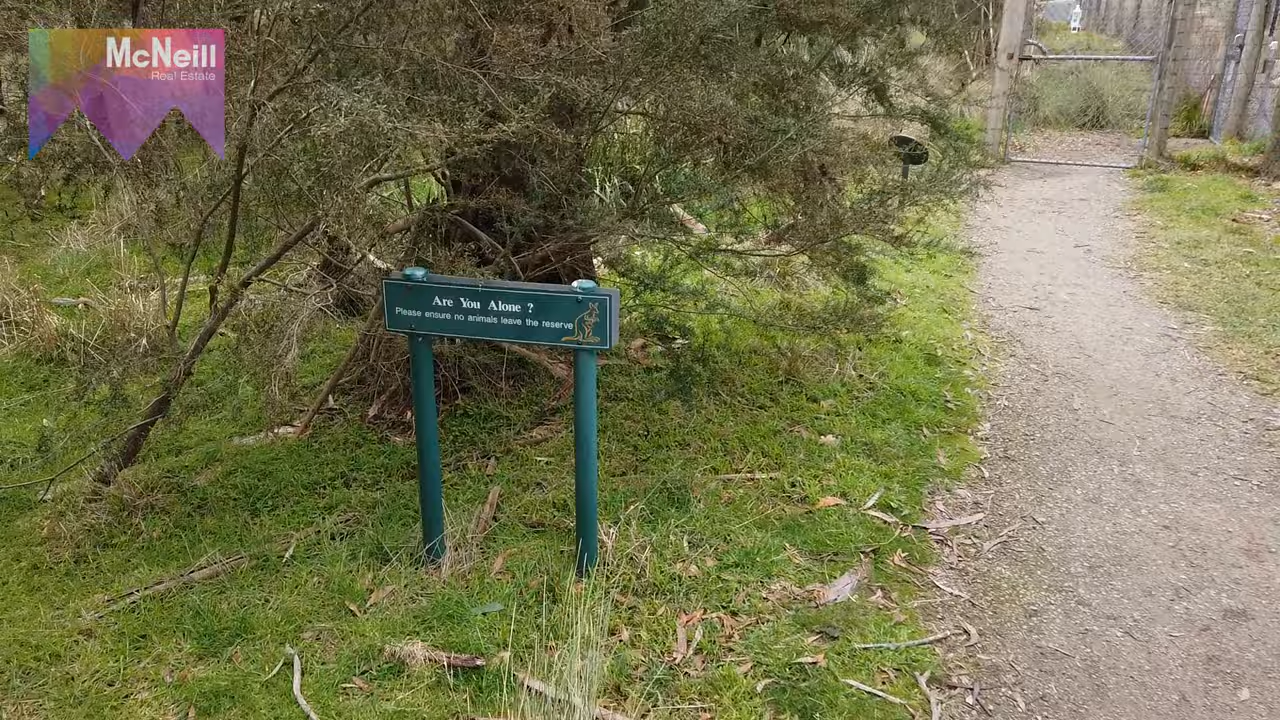 McNeill
Real Estate
Are You Alone ?
Please ensure no animals leave the reserve